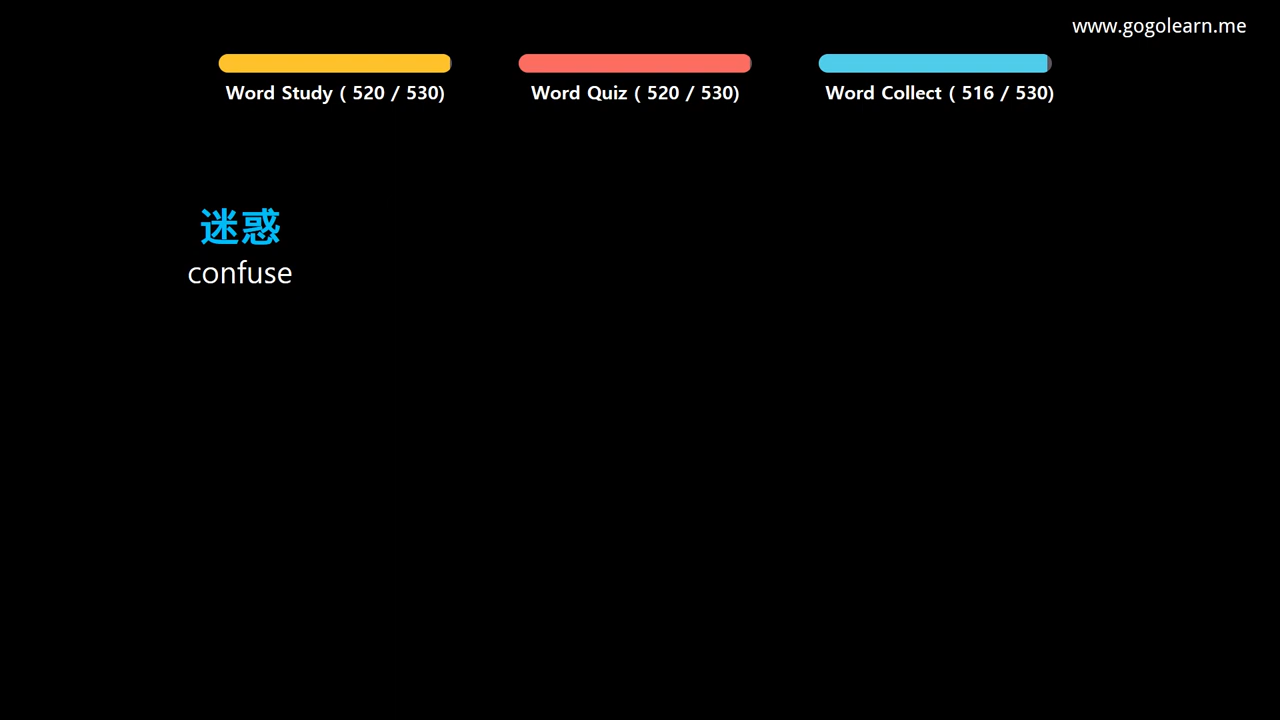 www.gogolearn.me
Word Study ( 520 / 530)
Word Quiz ( 520 / 530)
Word Collect ( 516 / 530)
迷惑
confuse